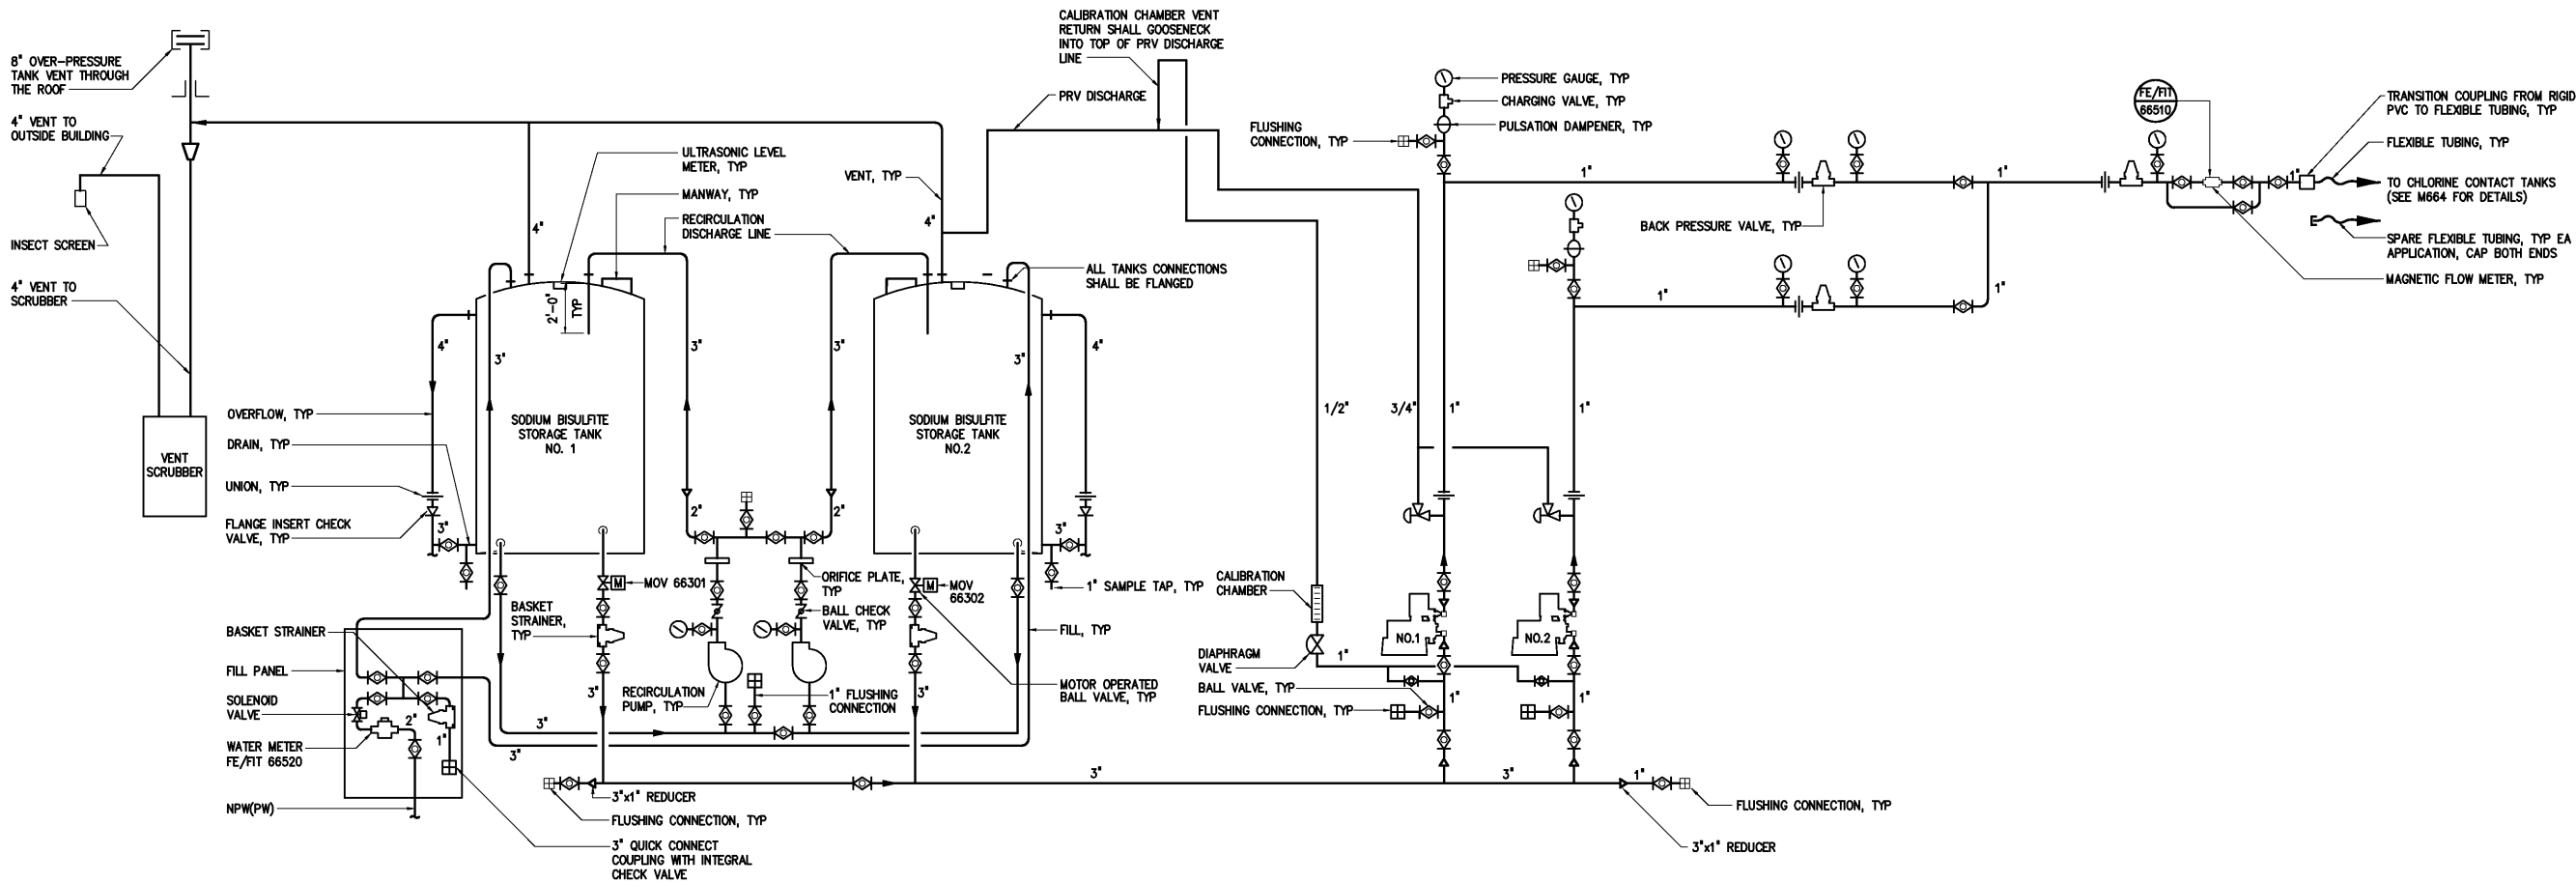 8" OVER-PRESSURE
TANK VENT THROUGH
THE ROOF
4" VENT TO
OUTSIDE BUILDING
INSECT SCREEN
4" VENT TO
SCRUBBER
VENT
SCRUBBER
OVERFLOW, TYP
DRAIN, TYP
UNION, TYP
FLANGE INSERT CHECK
VALVE, TYP
BASKET STRAINER
FILL PANEL
SOLENOID
VALVE
WATER METER
FE/FIT 66520
NPW(PW)
4"
3"
3"
2"
1"
4"
2'-0"
TYP
SODIUM BISULFITE
STORAGE TANK
NO. 1
ULTRASONIC LEVEL
METER, TYP
MANWAY, TYP
RECIRCULATION
DISCHARGE LINE
3"
3"
2"
2"
MOV 66301
BASKET
STRAINER,
TYP
3"
3"
3"
RECIRCULATION
PUMP, TYP
1" FLUSHING
CONNECTION
ORIFICE PLATE,
TYP
BALL CHECK
VALVE, TYP
3"x1" REDUCER
FLUSHING CONNECTION, TYP
3" QUICK CONNECT
COUPLING WITH INTEGRAL
CHECK VALVE
VENT, TYP
4"
SODIUM BISULFITE
STORAGE TANK
NO.2
3"
4"
3"
MOV
66302
3"
1" SAMPLE TAP, TYP
FILL, TYP
MOTOR OPERATED
BALL VALVE, TYP
3"
CALIBRATION CHAMBER VENT
RETURN SHALL GOOSENECK
INTO TOP OF PRV DISCHARGE
LINE
PRV DISCHARGE
ALL TANKS CONNECTIONS
SHALL BE FLANGED
FLUSHING
CONNECTION, TYP
PRESSURE GAUGE, TYP
CHARGING VALVE, TYP
PULSATION DAMPENER, TYP
1/2"
3/4"
1"
1"
CALIBRATION
CHAMBER
DIAPHRAGM
VALVE
1"
BALL VALVE, TYP
FLUSHING CONNECTION, TYP
NO.1
NO.2
1"
1"
3"
1"
FLUSHING CONNECTION, TYP
3"x1" REDUCER
1"
BACK PRESSURE VALVE, TYP
1"
1"
1"
1"
FE/FIT
66510
1"
TRANSITION COUPLING FROM RIGID
PVC TO FLEXIBLE TUBING, TYP
FLEXIBLE TUBING, TYP
TO CHLORINE CONTACT TANKS
(SEE M664 FOR DETAILS)
SPARE FLEXIBLE TUBING, TYP EA
APPLICATION, CAP BOTH ENDS
MAGNETIC FLOW METER, TYP
M
M